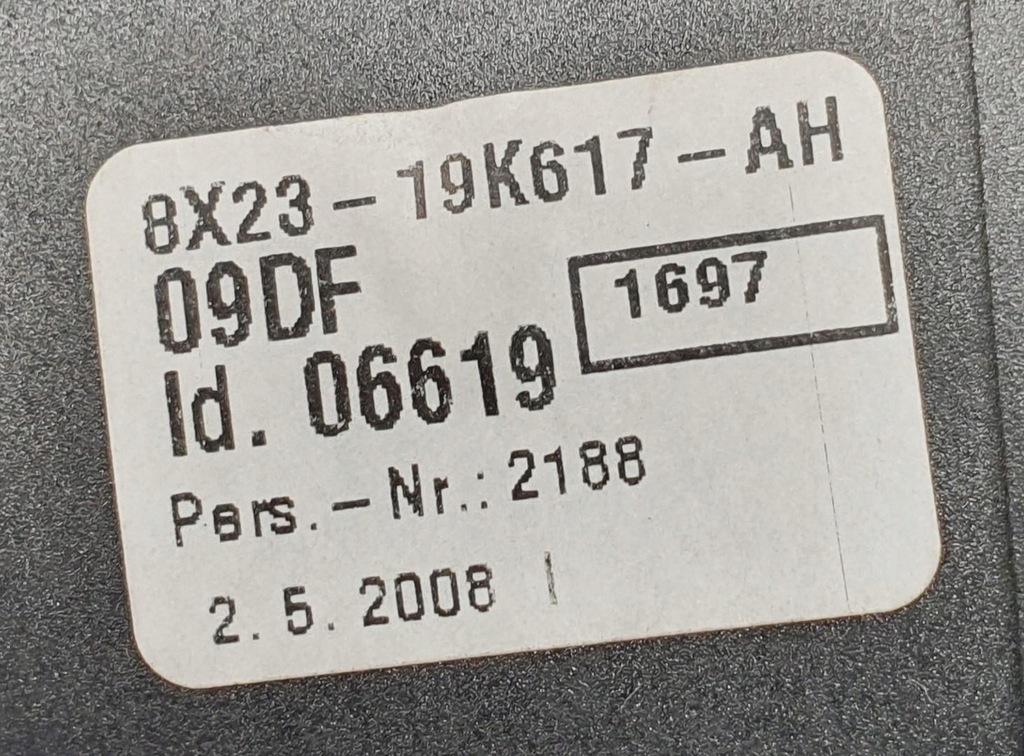 8X23-19K617-AH
09DF
1697
Id. 06619
Pers.-Nr.: 2188
2.5.2008